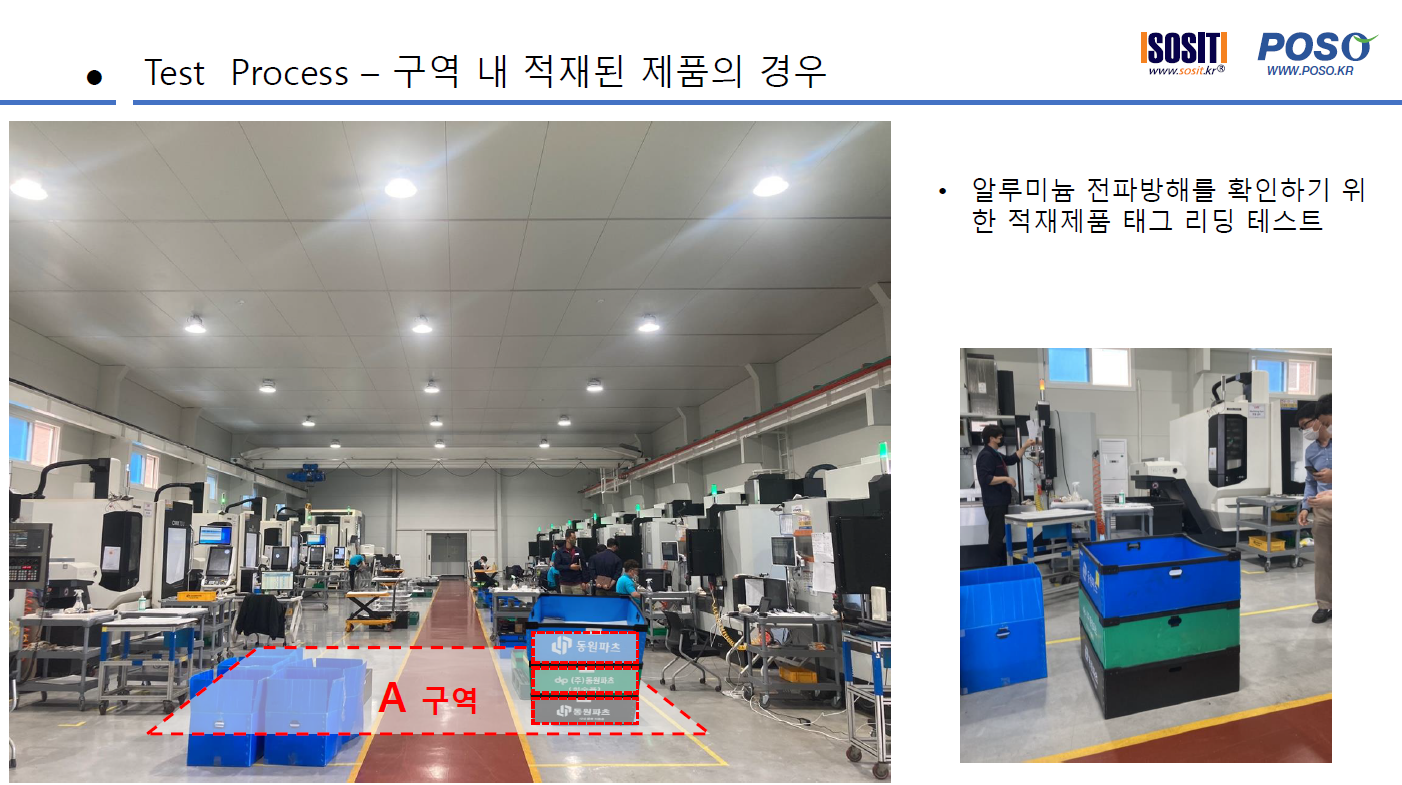 ● Test Process – 구역 내 적재된 제품의 경우
SOSIT
www.sosit.kr®
POSO
WWW.POSO.KR
• 알루미늄 전파방해를 확인하기 위
한 적재제품 태그 리딩 테스트
동원파츠
dp (주)동원파츠
동원파츠
A 구역